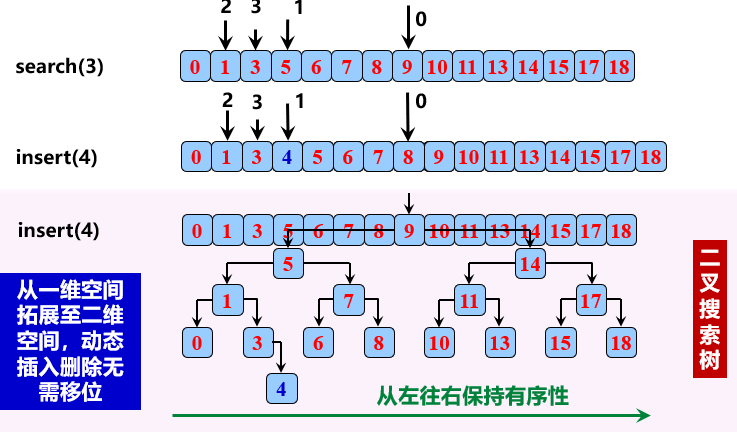 2 3 1 0
search(3) 0 1 3 5 6 7 8 9 10 11 13 14 15 17 18
2 3 1 0
insert(4) 0 1 3 4 5 6 7 8 9 10 11 13 14 15 17 18
insert(4) 0 1 3 5 6 7 8 9 10 11 13 14 15 17 18
5 14
1 7 11 17
0 3 6 8 10 13 15 18
4
从一维空间
拓展至二维
空间，动态
插入删除无
需移位
二叉搜索树
从左往右保持有序性